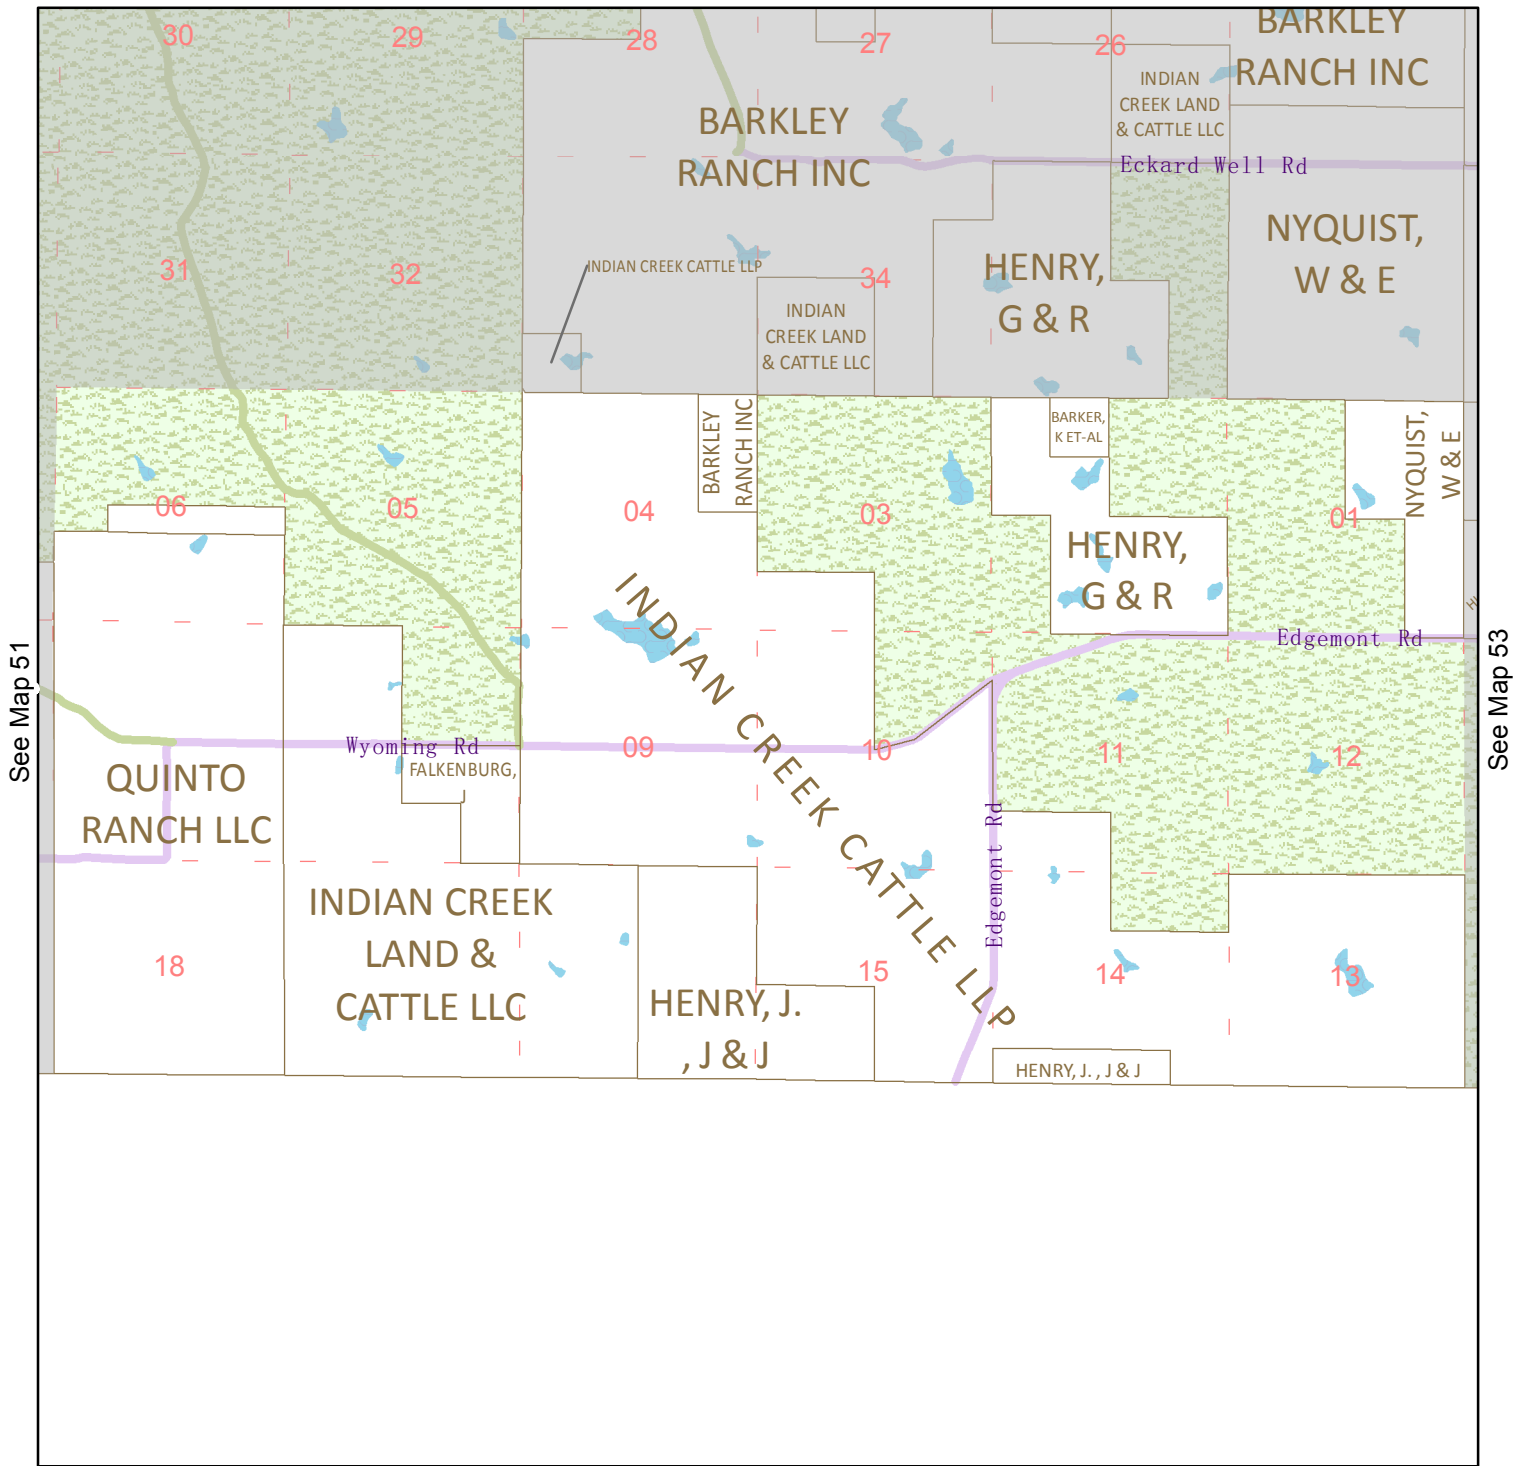 30
29
28
27
26
BARKLEY
RANCH INC
INDIAN
CREEK LAND
& CATTLE LLC
BARKLEY
RANCH INC
Eckard Well Rd
NYQUIST,
W & E
31
32
INDIAN CREEK CATTLE LLP
34
HENRY,
G & R
INDIAN
CREEK LAND
& CATTLE LLC
BARKLEY
RANCH INC
BARKER,
K ET-AL
NYQUIST,
W & E
06
05
04
03
01
HENRY,
G & R
INDIAN CREEK CATTLE LLP
Edgemont Rd
See Map 51
See Map 53
Wyoming Rd
09
10
11
12
QUINTO
RANCH LLC
FALKENBURG,
J
Edgemont Rd
INDIAN CREEK
LAND &
CATTLE LLC
18
15
14
13
HENRY, J.
, J & J
HENRY, J. , J & J